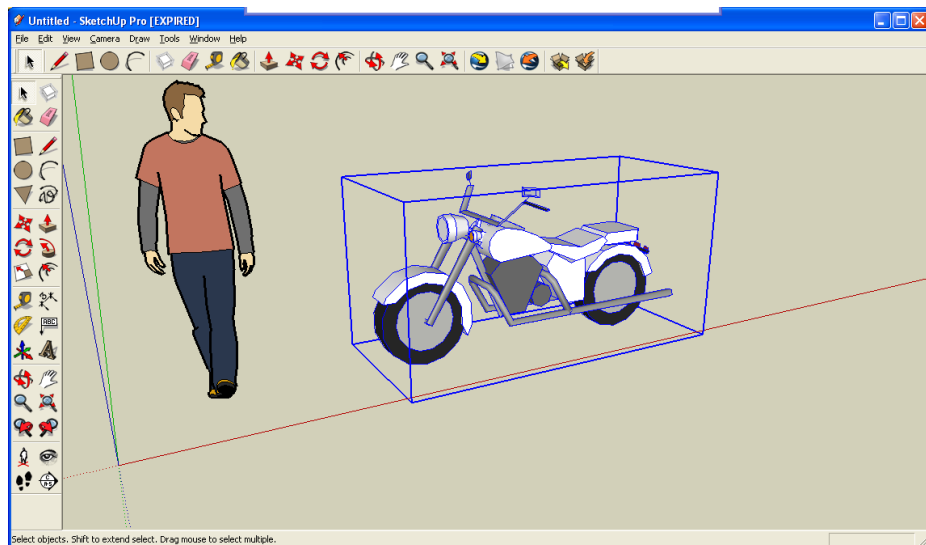 Untitled - SketchUp Pro [EXPIRED]
File Edit View Camera Draw Tools Window Help
ABC
Select objects. Shift to extend select. Drag mouse to select multiple.